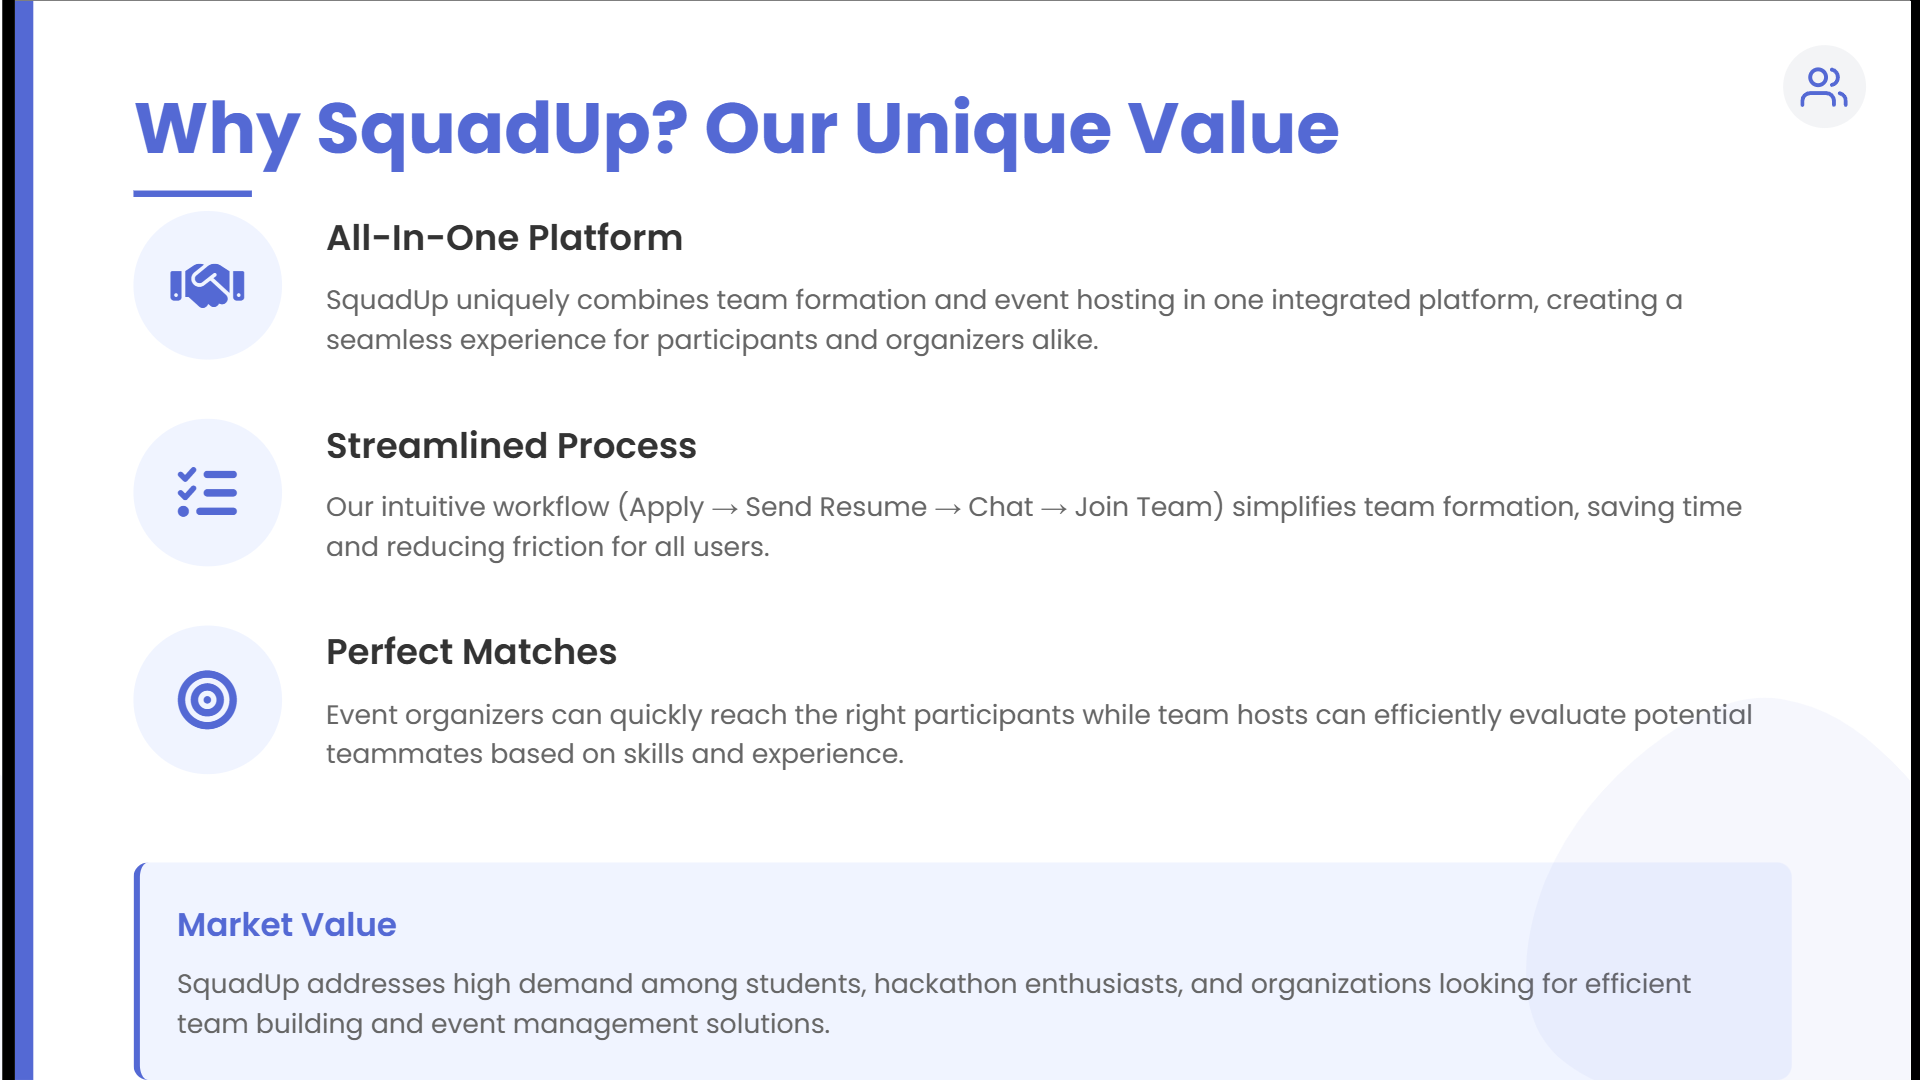 Why SquadUp? Our Unique Value
All-In-One Platform
SquadUp uniquely combines team formation and event hosting in one integrated platform, creating a
seamless experience for participants and organizers alike.
Streamlined Process
Our intuitive workflow (Apply → Send Resume → Chat → Join Team) simplifies team formation, saving time
and reducing friction for all users.
Perfect Matches
Event organizers can quickly reach the right participants while team hosts can efficiently evaluate potential
teammates based on skills and experience.
Market Value
SquadUp addresses high demand among students, hackathon enthusiasts, and organizations looking for efficient
team building and event management solutions.